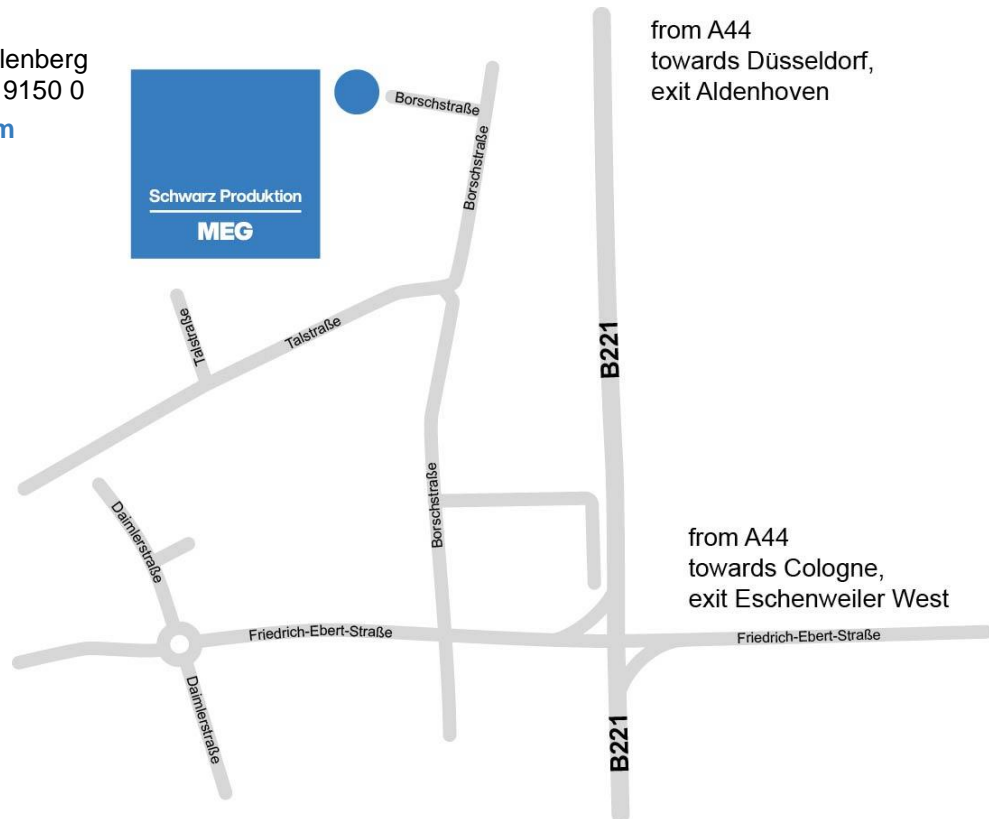 lenberg
9150 0
m
from A44
towards Düsseldorf,
exit Aldenhoven
Borschstraße
Borschstraße
Schwarz Produktion
MEG
Talstraße
Talstraße
B221
Borschstraße
Daimlerstraße
from A44
towards Cologne,
exit Eschenweiler West
Friedrich-Ebert-Straße
Friedrich-Ebert-Straße
Daimlerstraße
B221